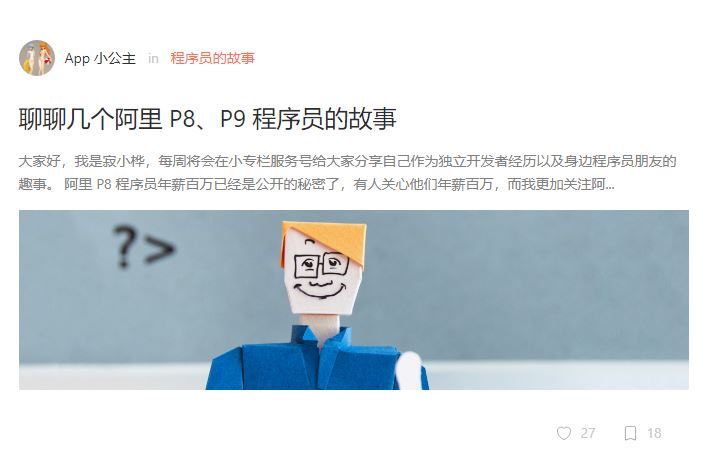 App 小公主 in 程序员的故事
聊聊几个阿里 P8、P9 程序员的故事
大家好，我是寂小桦，每周将会在小专栏服务号给大家分享自己作为独立开发者经历以及身边程序员朋友的
趣事。 阿里 P8 程序员年薪百万已经是公开的秘密了，有人关心他们年薪百万，而我更加关注阿...
?>
27 18